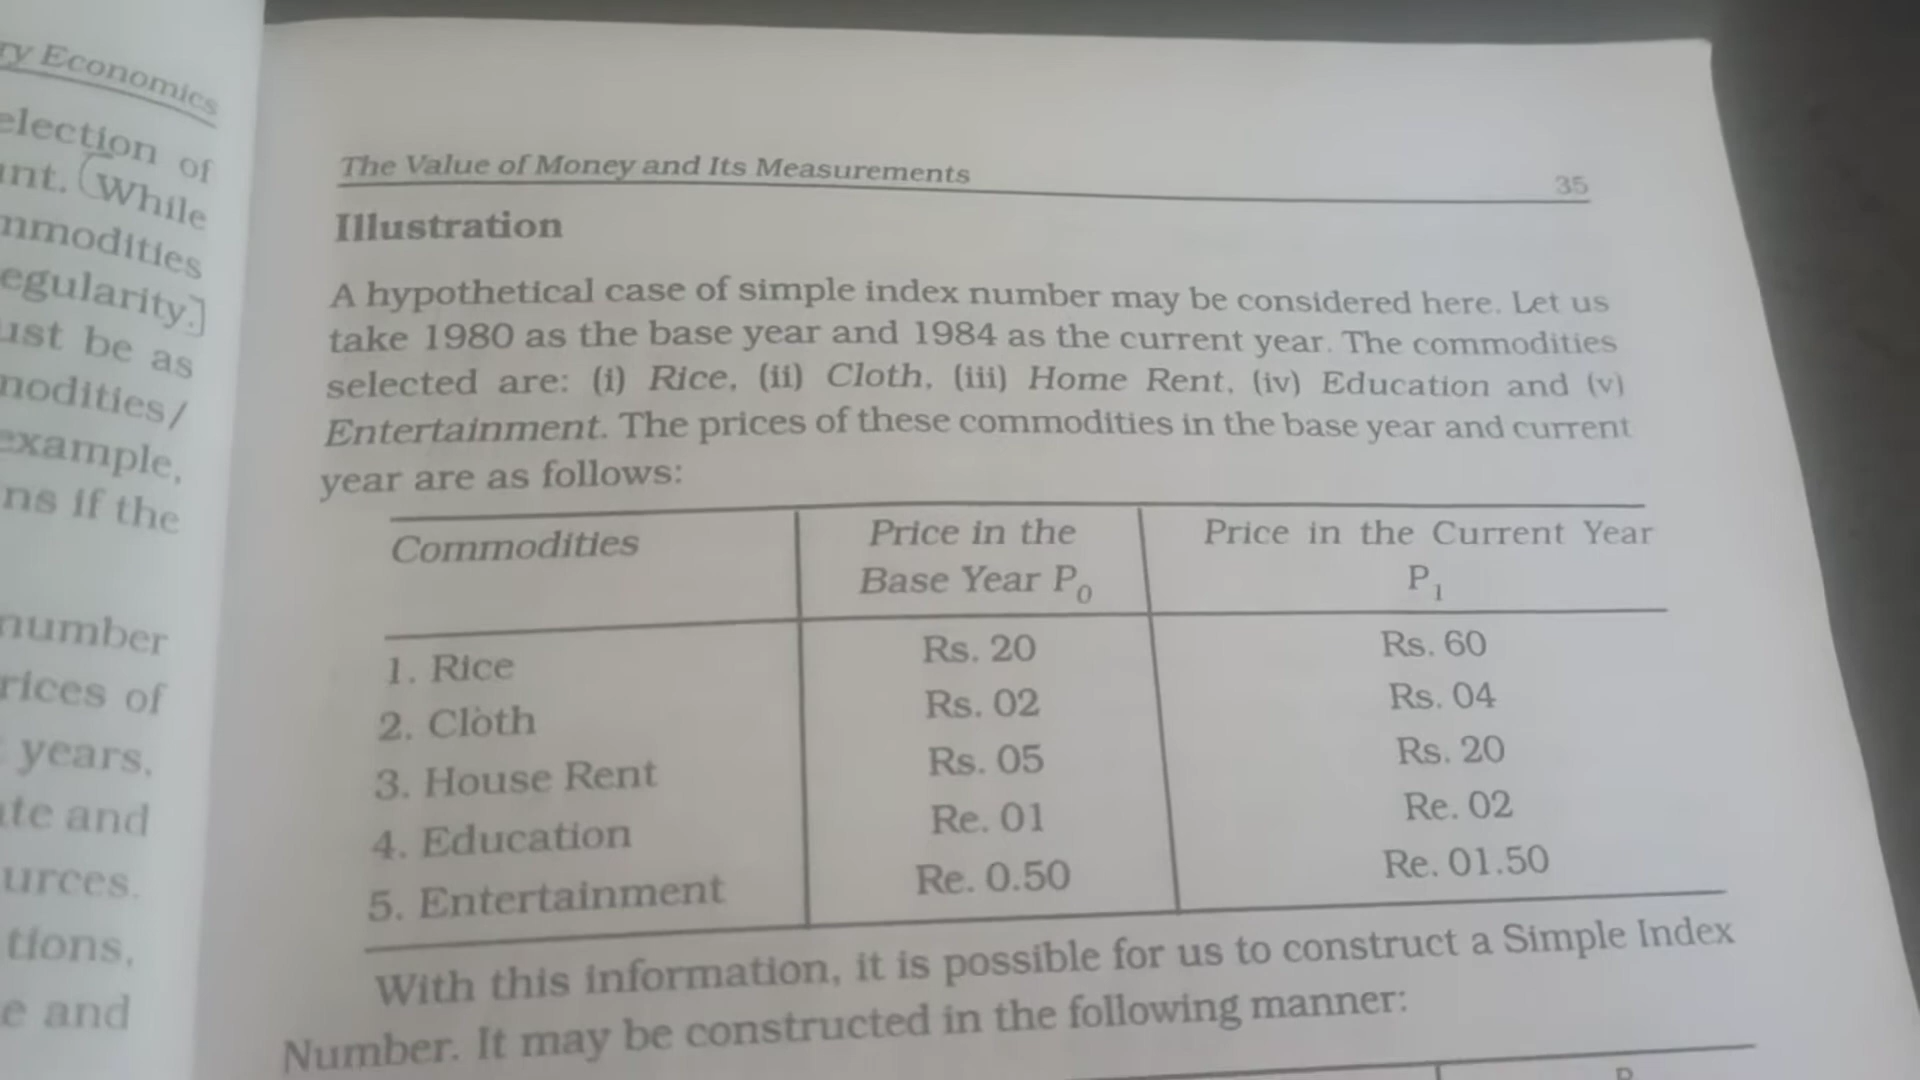 ry Economics
election of
ant. (While
mmodities
egularity.]
ust be as
modities/
example,
ns if the
number
rices of
years,
ate and
urces.
tions,
e and
The Value of Money and Its Measurements 35
Illustration
A hypothetical case of simple index number may be considered here. Let us
take 1980 as the base year and 1984 as the current year. The commodities
selected are: (i) Rice, (ii) Cloth, (iii) Home Rent, (iv) Education and (v)
Entertainment. The prices of these commodities in the base year and current
year are as follows:
Commodities Price in the Base Year P0 Price in the Current Year P1
1. Rice Rs. 20 Rs. 60
2. Cloth Rs. 02 Rs. 04
3. House Rent Rs. 05 Rs. 20
4. Education Re. 01 Re. 02
5. Entertainment Re. 0.50 Re. 01.50
With this information, it is possible for us to construct a Simple Index
Number. It may be constructed in the following manner: